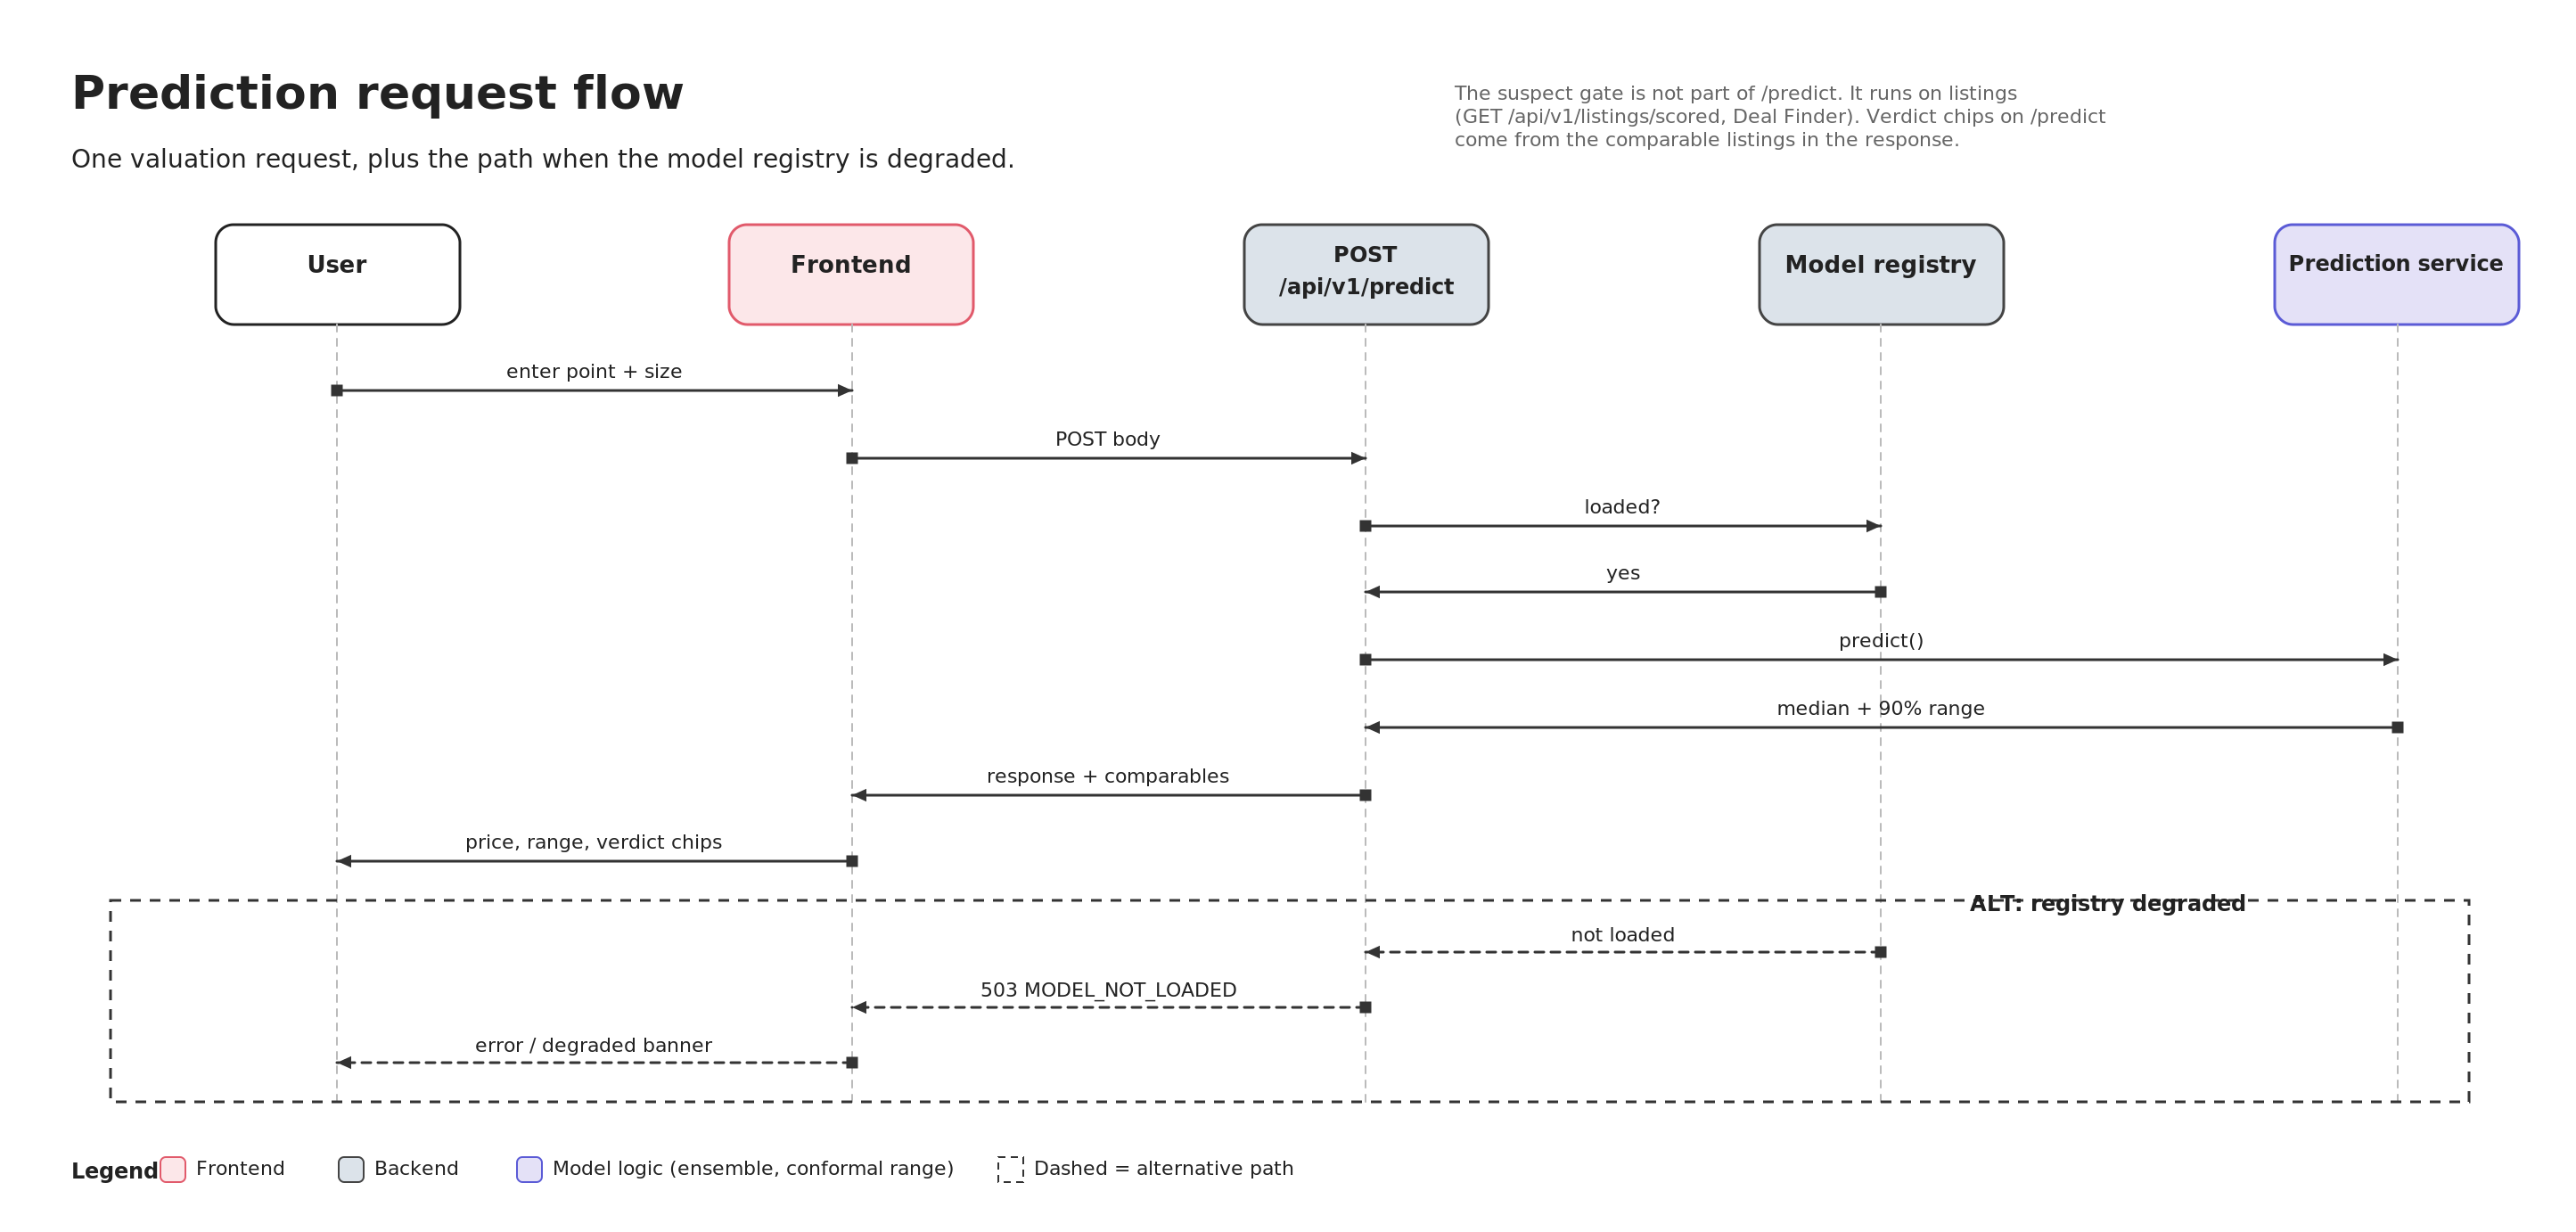 Prediction request flow
One valuation request, plus the path when the model registry is degraded.
The suspect gate is not part of /predict. It runs on listings
(GET /api/v1/listings/scored, Deal Finder). Verdict chips on /predict
come from the comparable listings in the response.
User
Frontend
POST
/api/v1/predict
Model registry
Prediction service
enter point + size
POST body
loaded?
yes
predict()
median + 90% range
response + comparables
price, range, verdict chips
ALT: registry degraded
not loaded
503 MODEL_NOT_LOADED
error / degraded banner
Legend
Frontend
Backend
Model logic (ensemble, conformal range)
Dashed = alternative path